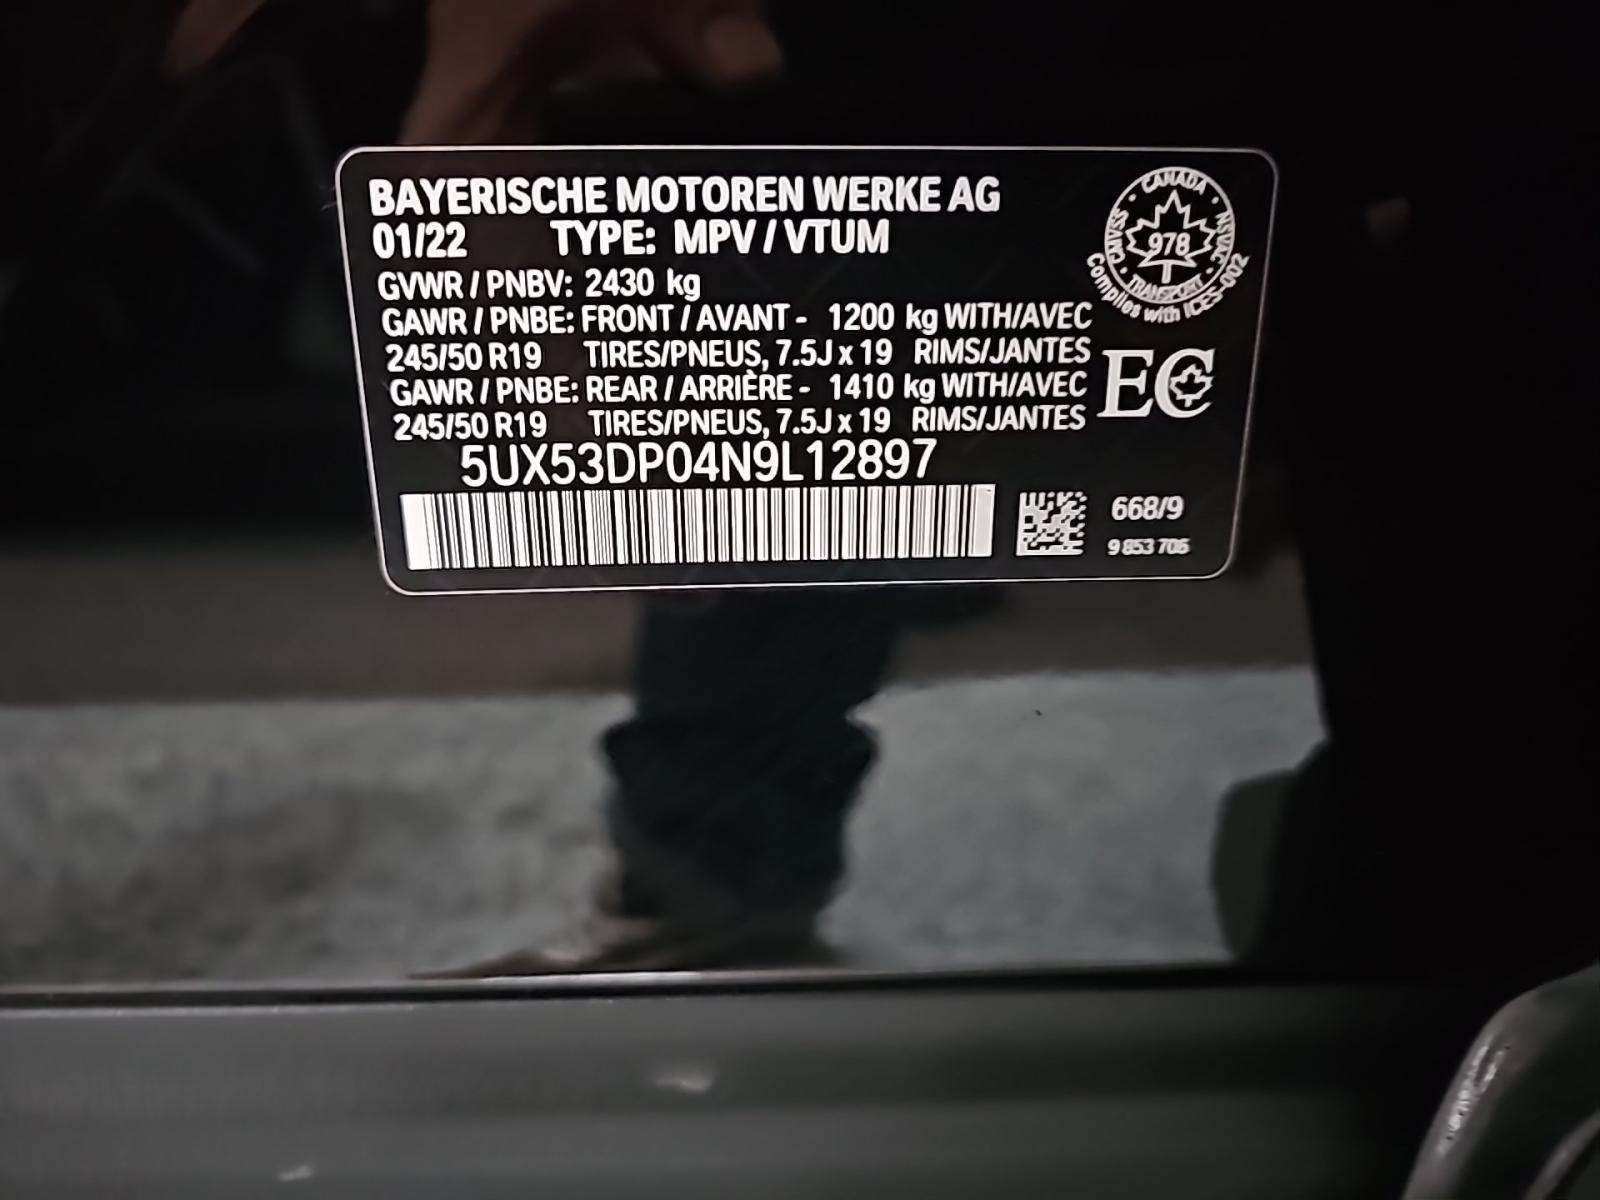 BAYERISCHE MOTOREN WERKE AG
01/22 TYPE: MPV / VTUM
GVWR / PNBV: 2430 kg
GAWR / PNBE: FRONT / AVANT - 1200 kg WITH/AVEC
245/50 R19 TIRES/PNEUS, 7.5J x 19 RIMS/JANTES
GAWR / PNBE: REAR / ARRIÈRE - 1410 kg WITH/AVEC
245/50 R19 TIRES/PNEUS, 7.5J x 19 RIMS/JANTES
5UX53DP04N9L12897
668/9
9 853 706
CANADA
978
TRANSPORT
Complies with ICES-002
EC